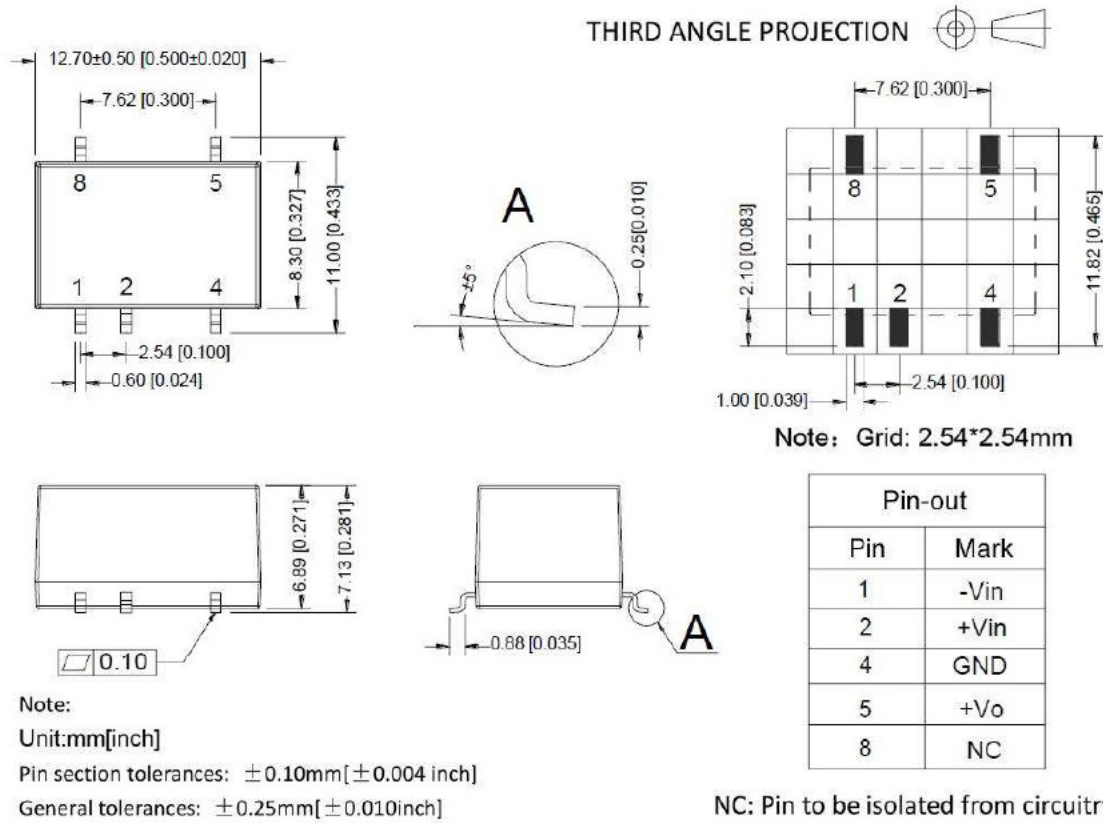 THIRD ANGLE PROJECTION
12.70±0.50 [0.500±0.020]
7.62 [0.300]
8
5
1
2
4
8.30 [0.327]
11.00 [0.433]
2.54 [0.100]
0.60 [0.024]
A
±5°
0.25[0.010]
7.62 [0.300]
8
5
1
2
4
2.10 [0.083]
11.82 [0.465]
2.54 [0.100]
1.00 [0.039]
Note: Grid: 2.54*2.54mm
6.89 [0.271]
7.13 [0.281]
0.10
0.88 [0.035]
A
Pin-out
Pin Mark
1 -Vin
2 +Vin
4 GND
5 +Vo
8 NC
Note:
Unit:mm[inch]
Pin section tolerances: ±0.10mm[±0.004 inch]
General tolerances: ±0.25mm[±0.010inch]
NC: Pin to be isolated from circuitr